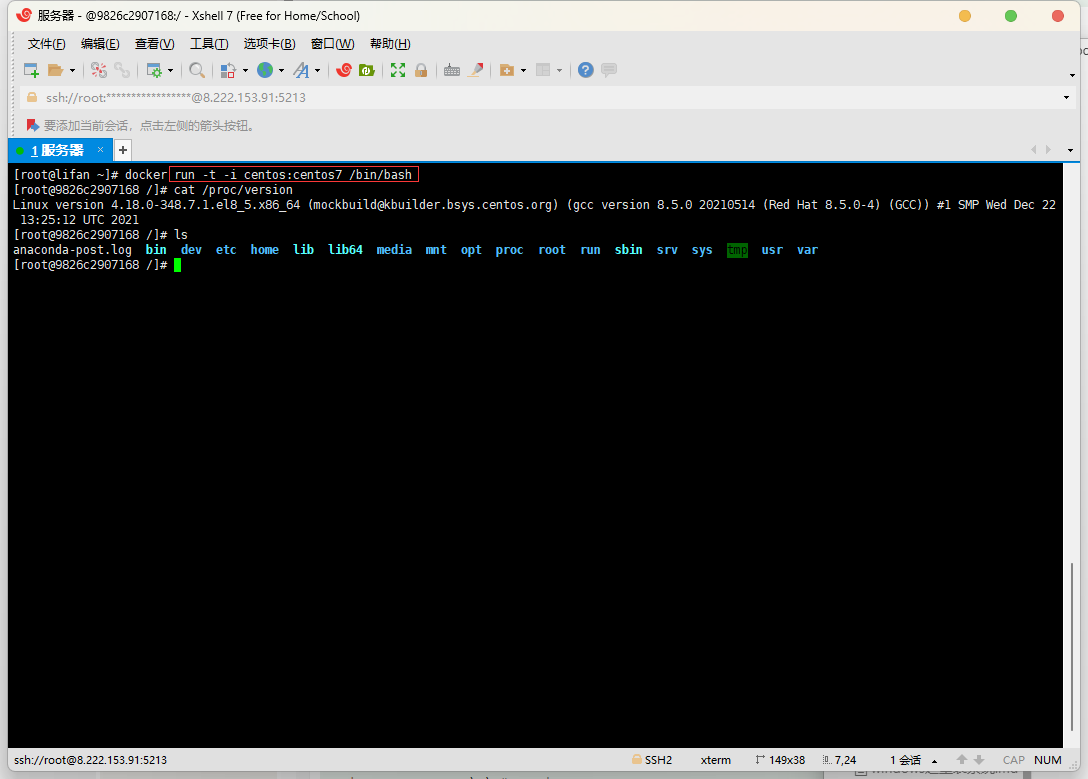 服务器 - @9826c2907168:/ - Xshell 7 (Free for Home/School)
文件(F) 编辑(E) 查看(V) 工具(T) 选项卡(B) 窗口(W) 帮助(H)
ssh://root:*****************@8.222.153.91:5213
要添加当前会话，点击左侧的箭头按钮。
1 服务器 × +
[root@lifan ~]# docker run -t -i centos:centos7 /bin/bash
[root@9826c2907168 /]# cat /proc/version
Linux version 4.18.0-348.7.1.el8_5.x86_64 (mockbuild@kbuilder.bsys.centos.org) (gcc version 8.5.0 20210514 (Red Hat 8.5.0-4) (GCC)) #1 SMP Wed Dec 22
 13:25:12 UTC 2021
[root@9826c2907168 /]# ls
anaconda-post.log bin dev etc home lib lib64 media mnt opt proc root run sbin srv sys tmp usr var
[root@9826c2907168 /]#
ssh://root@8.222.153.91:5213 SSH2 xterm 149x38 7,24 1 会话 CAP NUM